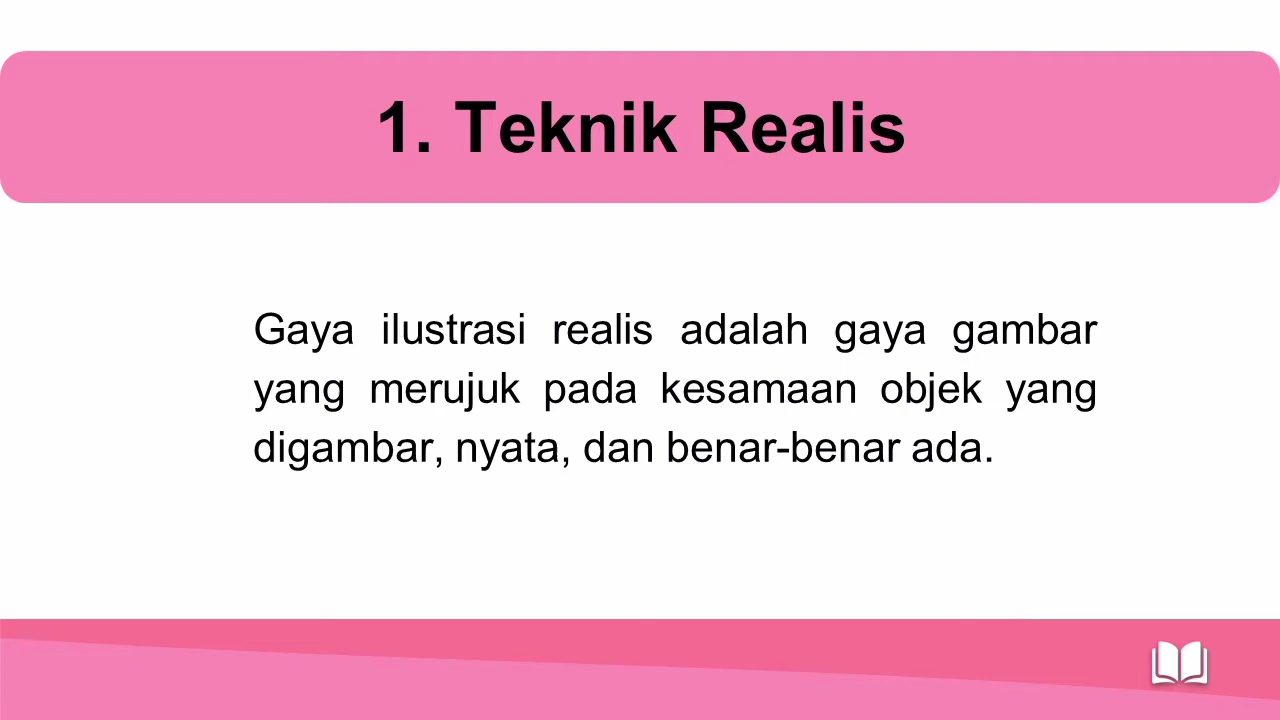 1. Teknik Realis
Gaya ilustrasi realis adalah gaya gambar
yang merujuk pada kesamaan objek yang
digambar, nyata, dan benar-benar ada.